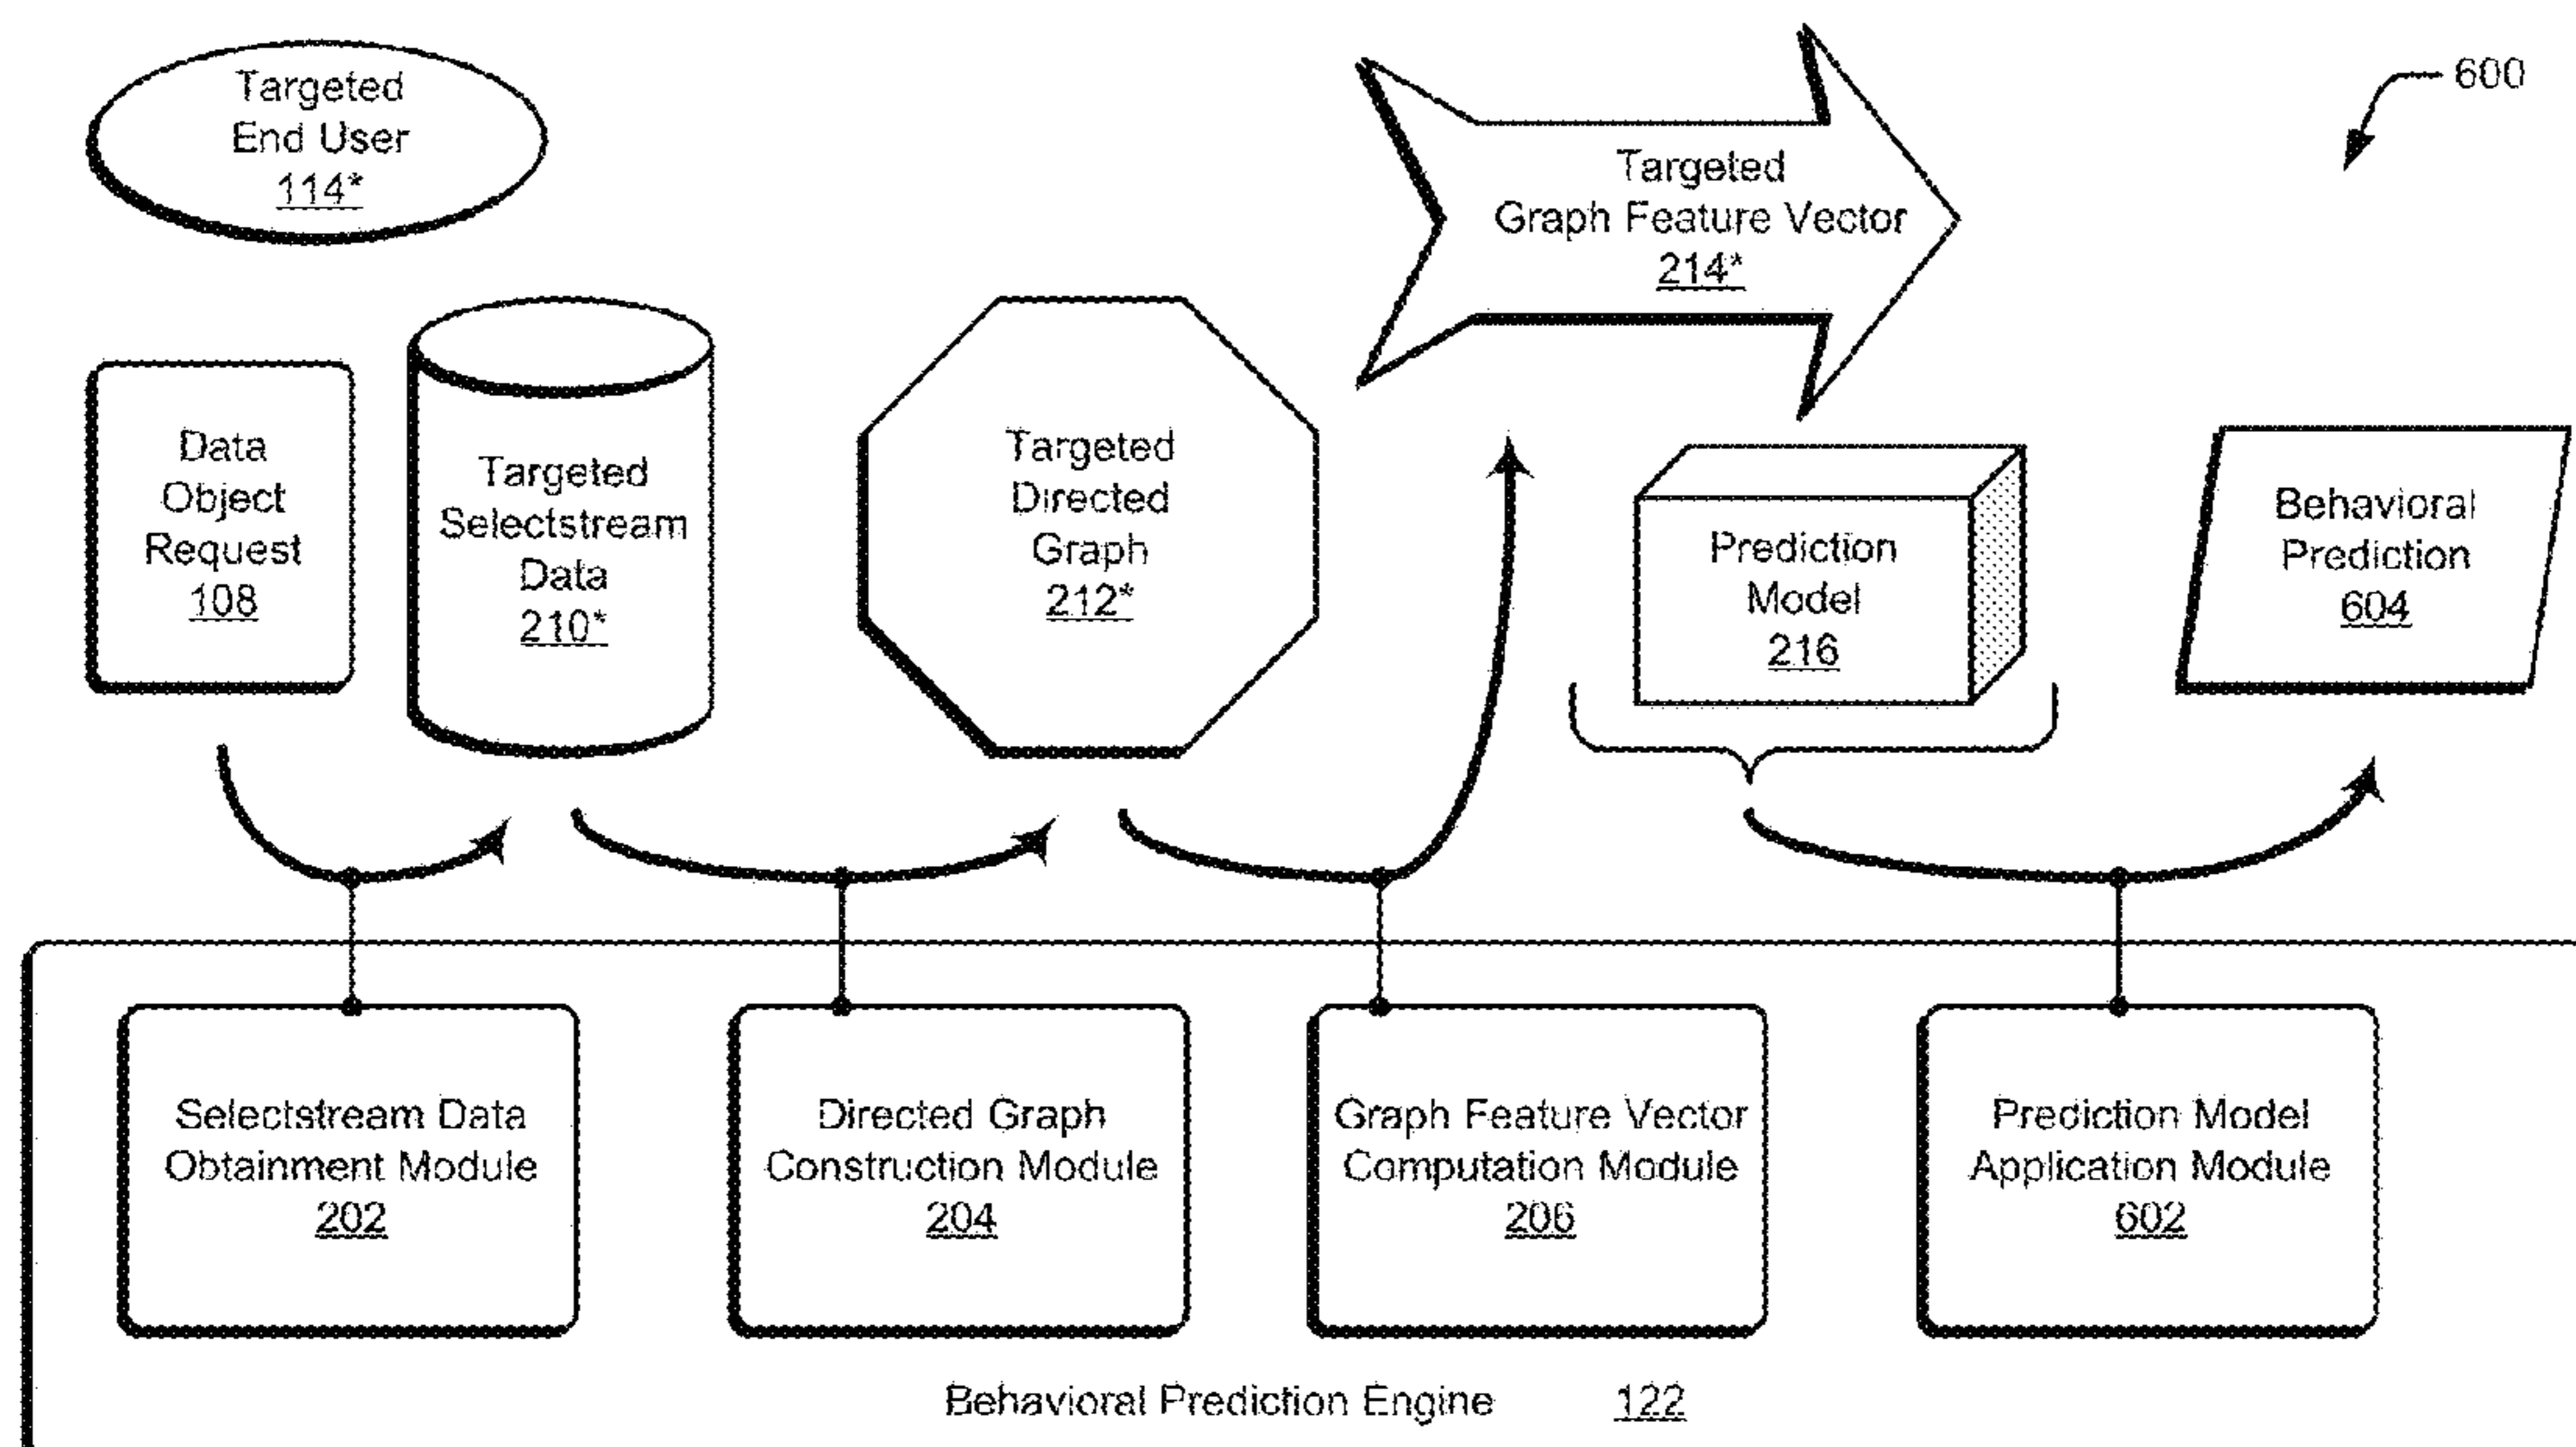 600
Targeted
End User
114*
Targeted
Graph Feature Vector
214*
Data
Object
Request
108
Targeted
Selectstream
Data
210*
Targeted
Directed
Graph
212*
Prediction
Model
216
Behavioral
Prediction
604
Selectstream Data
Obtainment Module
202
Directed Graph
Construction Module
204
Graph Feature Vector
Computation Module
206
Prediction Model
Application Module
602
Behavioral Prediction Engine 122